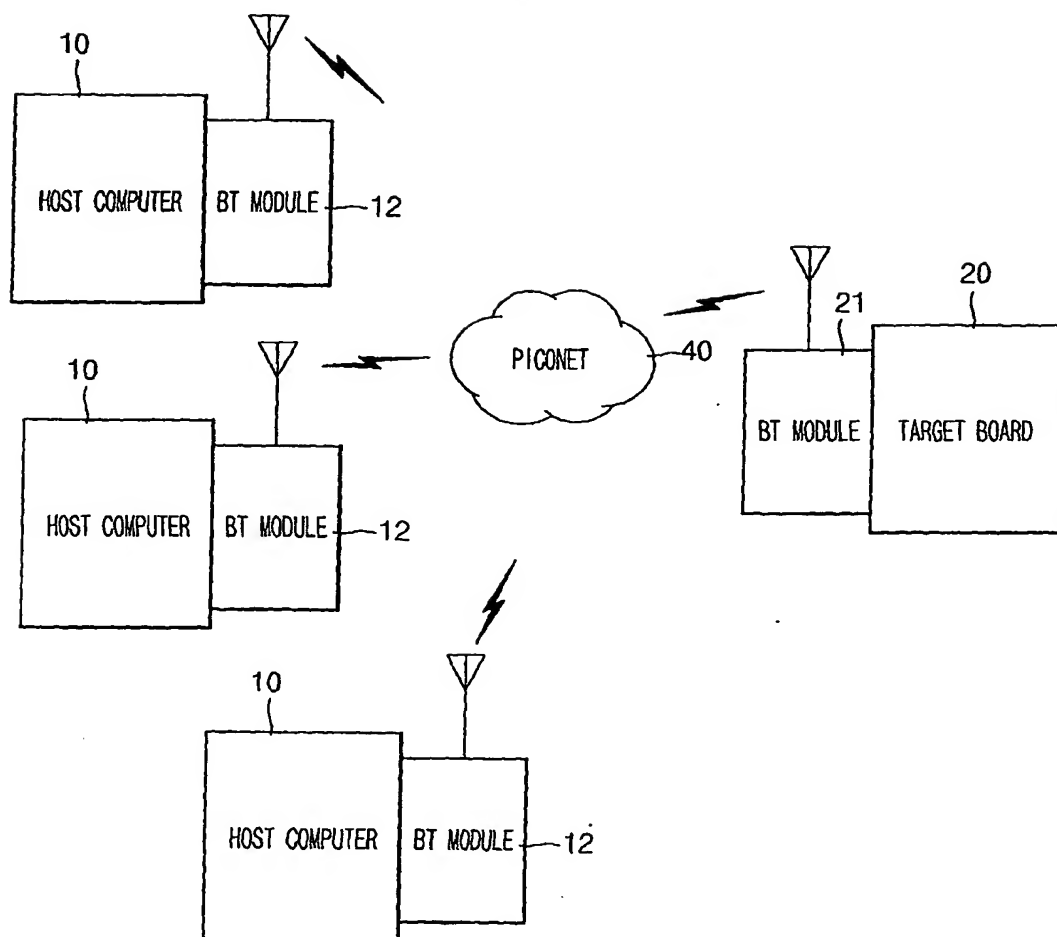 10
HOST COMPUTER
BT MODULE
12
10
HOST COMPUTER
BT MODULE
12
PICONET
40
21
20
BT MODULE
TARGET BOARD
10
HOST COMPUTER
BT MODULE
12